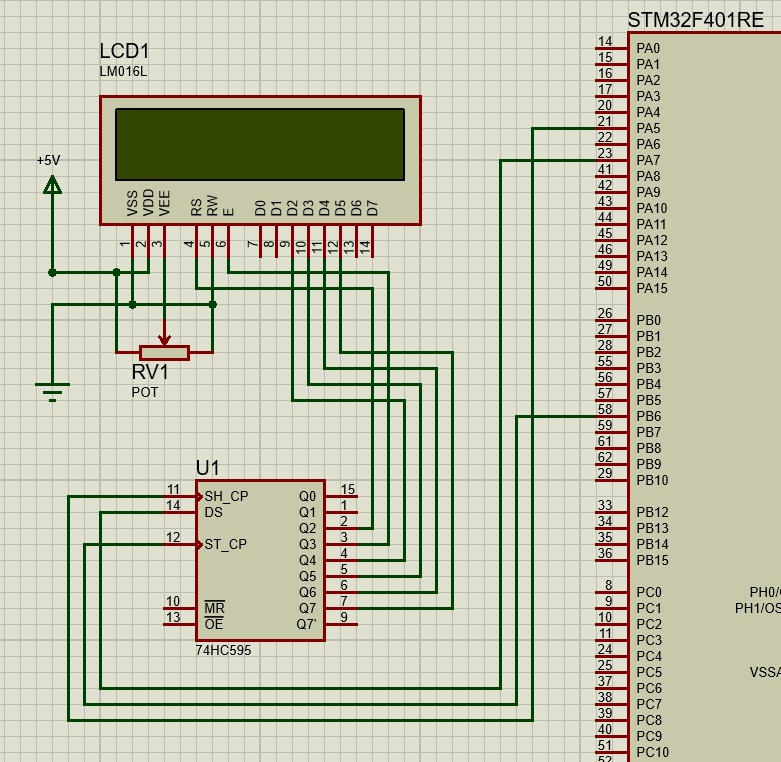 STM32F401RE
LCD1
LM016L
+5V
VSS VDD VEE RS RW E D0 D1 D2 D3 D4 D5 D6 D7
1 2 3 4 5 6 7 8 9 10 11 12 13 14
RV1
POT
U1
11 SH_CP Q0 15
14 DS Q1 1
Q2 2
12 ST_CP Q3 3
Q4 4
Q5 5
Q6 6
10 MR Q7 7
13 OE Q7' 9
74HC595
14 PA0
15 PA1
16 PA2
17 PA3
20 PA4
21 PA5
22 PA6
23 PA7
41 PA8
42 PA9
43 PA10
44 PA11
45 PA12
46 PA13
49 PA14
50 PA15
26 PB0
27 PB1
28 PB2
55 PB3
56 PB4
57 PB5
58 PB6
59 PB7
61 PB8
62 PB9
29 PB10
33 PB12
34 PB13
35 PB14
36 PB15
8 PC0 PH0/
9 PC1 PH1/OS
10 PC2
11 PC3
24 PC4
25 PC5 VSSA
37 PC6
38 PC7
39 PC8
40 PC9
51 PC10
52